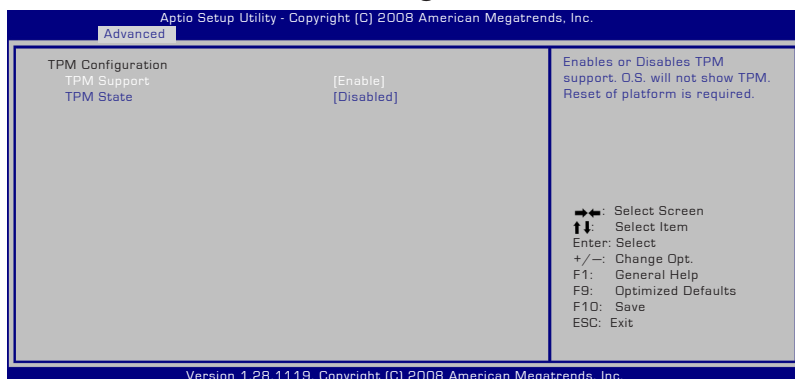 Aptio Setup Utility - Copyright (C) 2008 American Megatrends, Inc.
Advanced
TPM Configuration
TPM Support [Enable]
TPM State [Disabled]
Enables or Disables TPM
support. O.S. will not show TPM.
Reset of platform is required.
→←: Select Screen
↑↓: Select Item
Enter: Select
+/—: Change Opt.
F1: General Help
F9: Optimized Defaults
F10: Save
ESC: Exit
Version 1.28.1119. Copyright (C) 2008 American Megatrends, Inc.